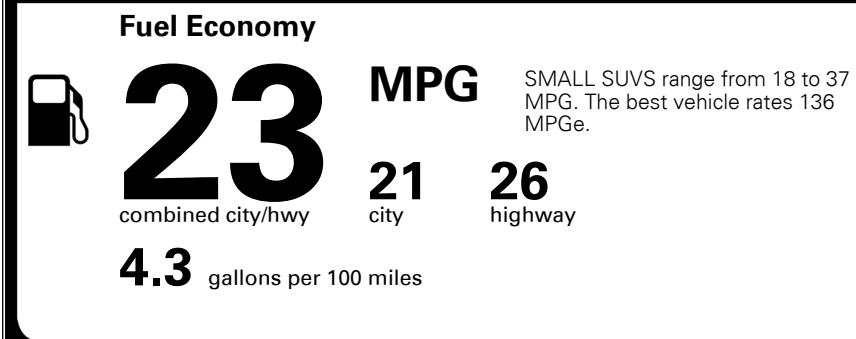 Fuel Economy
23 MPG
SMALL SUVS range from 18 to 37
MPG. The best vehicle rates 136
MPGe.
combined city/hwy
21
city
26
highway
4.3 gallons per 100 miles